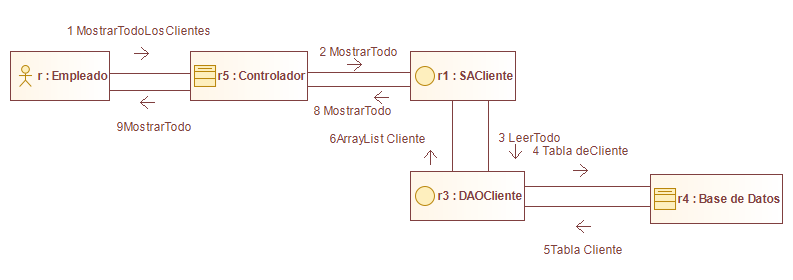 1 MostrarTodoLosClientes
2 MostrarTodo
r : Empleado
r5 : Controlador
r1 : SACliente
8 MostrarTodo
9MostrarTodo
6ArrayList Cliente
3 LeerTodo
4 Tabla deCliente
r3 : DAOCliente
r4 : Base de Datos
5Tabla Cliente